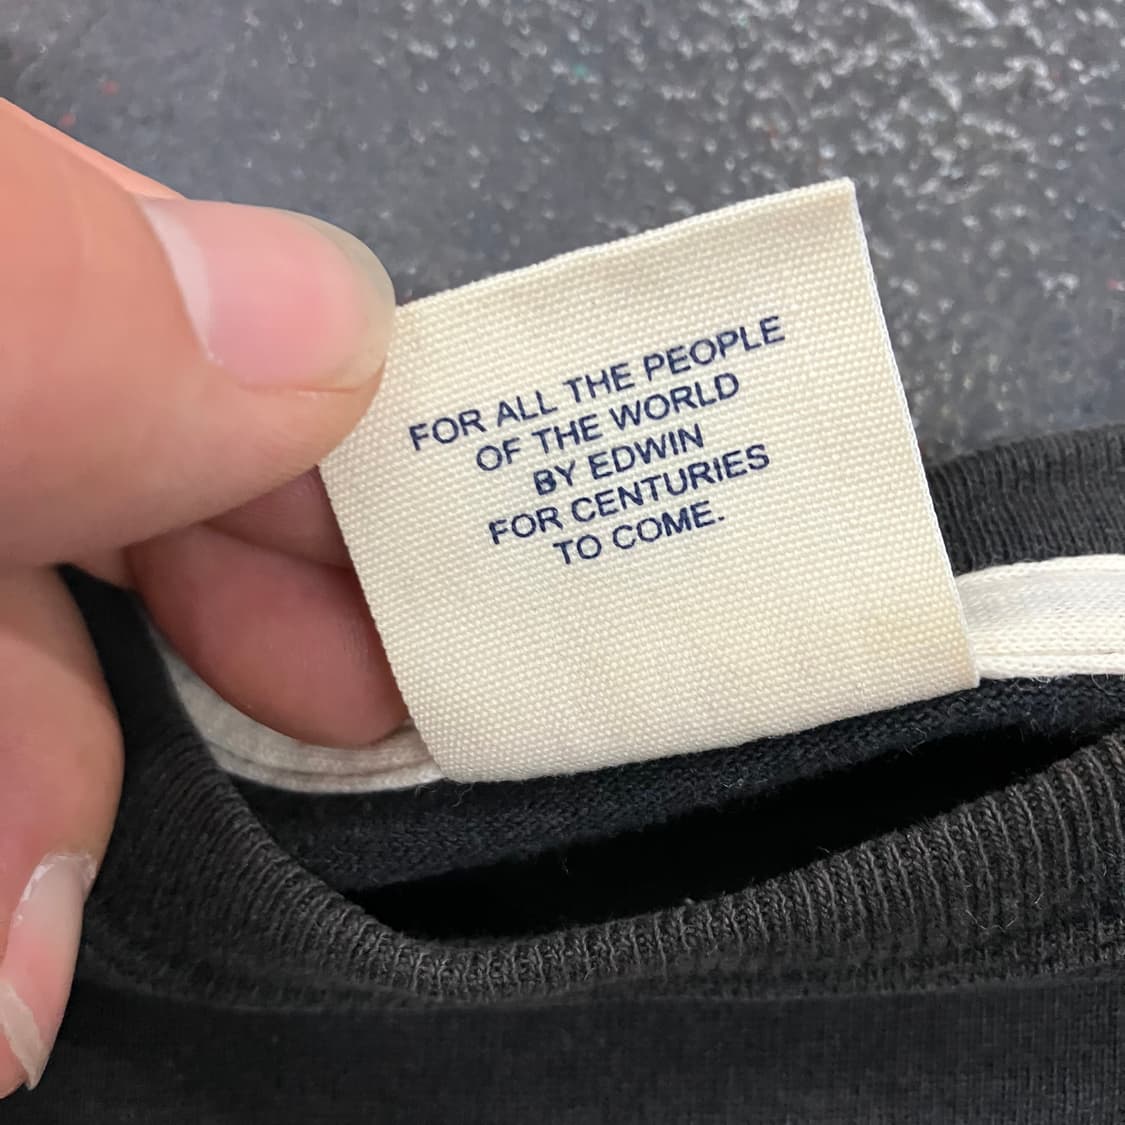 FOR ALL THE PEOPLE
OF THE WORLD
BY EDWIN
FOR CENTURIES
TO COME.